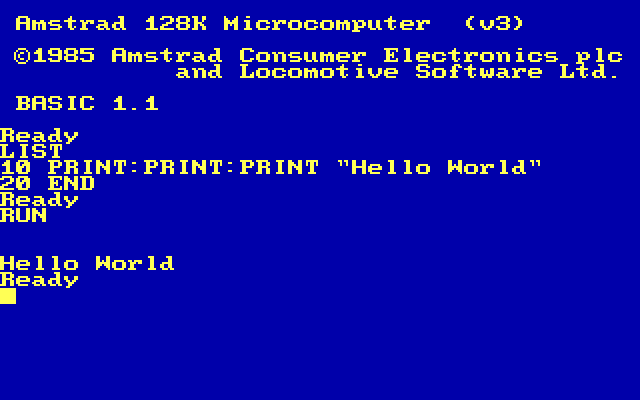 Amstrad 128K Microcomputer  (v3)
©1985 Amstrad Consumer Electronics plc
and Locomotive Software Ltd.
BASIC 1.1
Ready
LIST
10 PRINT:PRINT:PRINT "Hello World"
20 END
Ready
RUN
Hello World
Ready